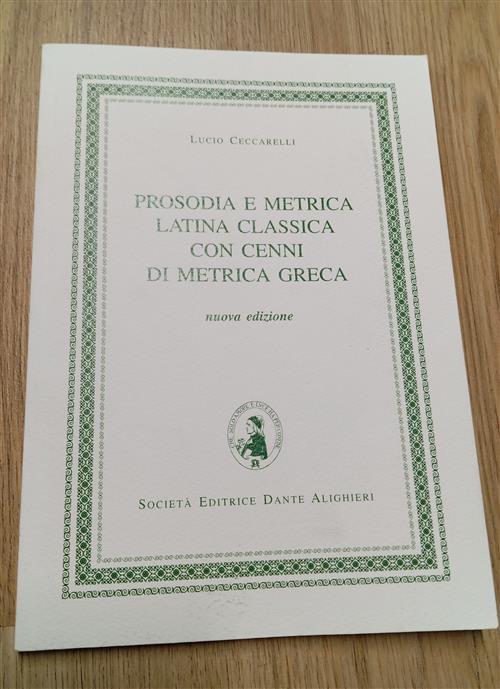 LUCIO CECCARELLI
PROSODIA E METRICA
LATINA CLASSICA
CON CENNI
DI METRICA GRECA
nuova edizione
SOCIETÀ EDITRICE DANTE ALIGHIERI